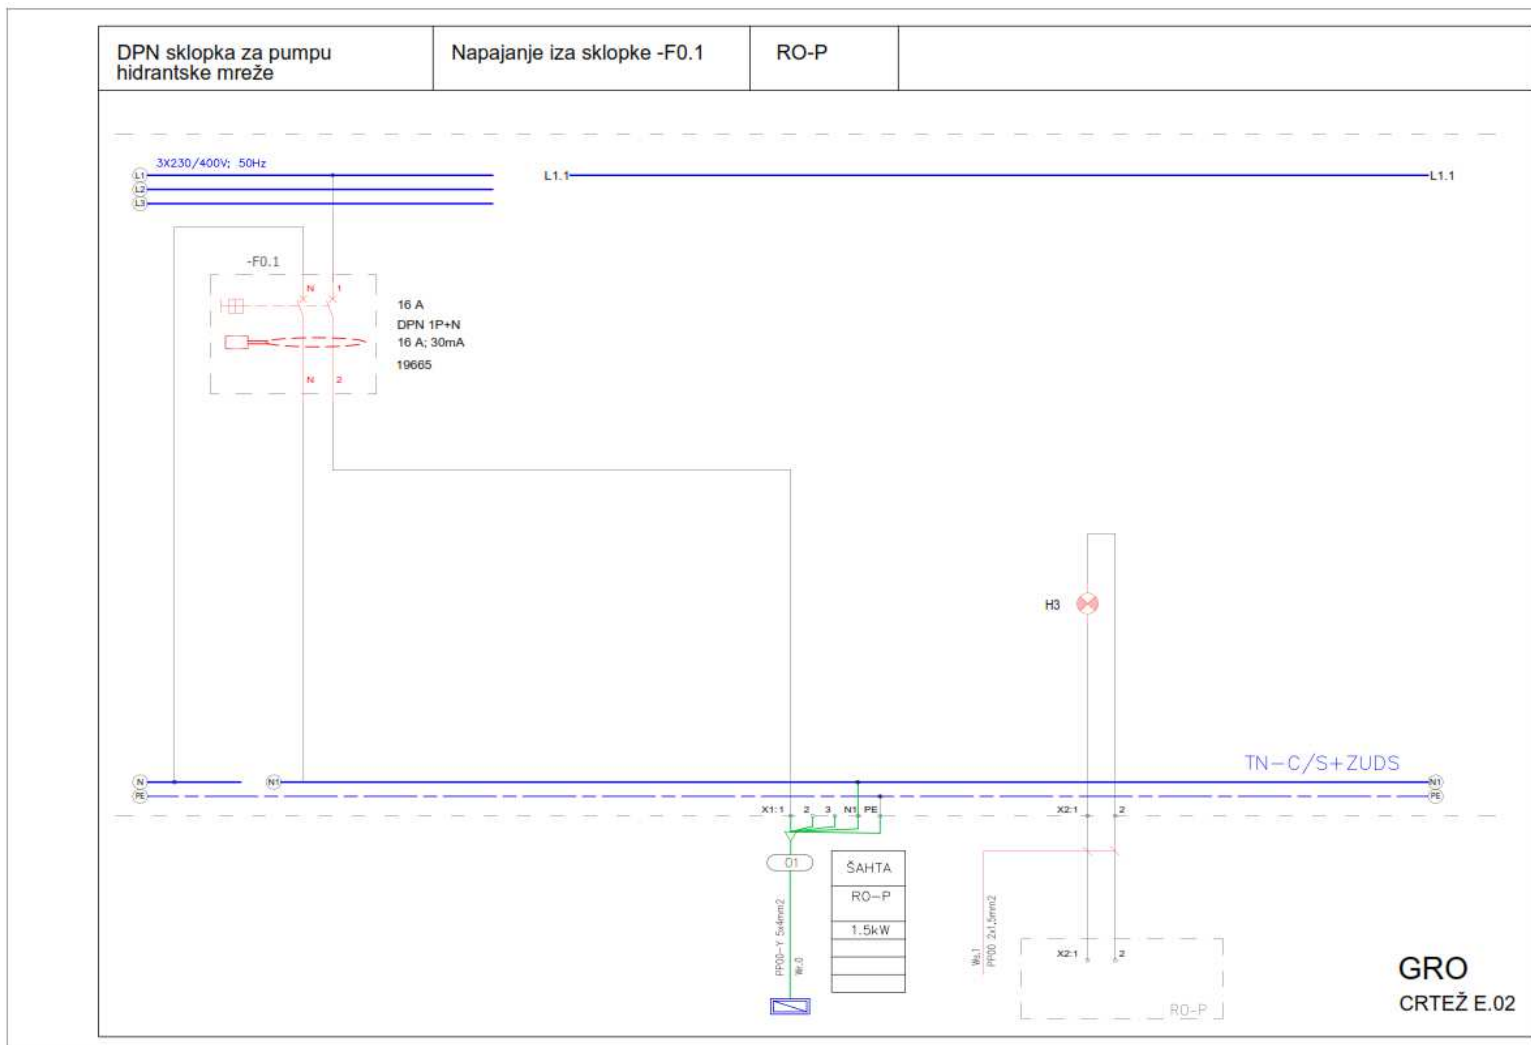 DPN sklopka za pumpu
hidrantske mreže
Napajanje iza sklopke -F0.1
RO-P
3X230/400V; 50Hz
L1
L2
L3
L1.1
L1.1
-F0.1
N
1
16 A
DPN 1P+N
16 A; 30mA
19665
N
2
H3
TN-C/S+ZUDS
N
N1
N1
PE
PE
X1:1
2
3
N1
PE
X2:1
2
01
ŠAHTA
RO-P
1.5kW
PP00-Y 5x4mm2
Wr.0
PP00 2x1,5mm2
X2:1
2
RO-P
GRO
CRTEŽ E.02